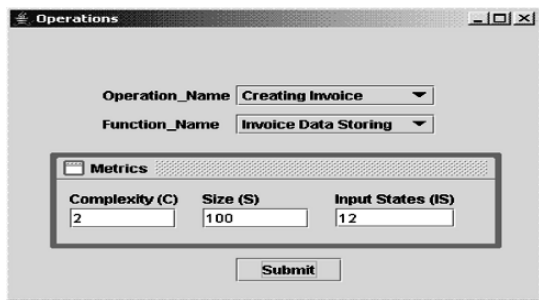 Operations
Operation_Name Creating Invoice
Function_Name Invoice Data Storing
Metrics
Complexity (C) Size (S) Input States (IS)
2 100 12
Submit